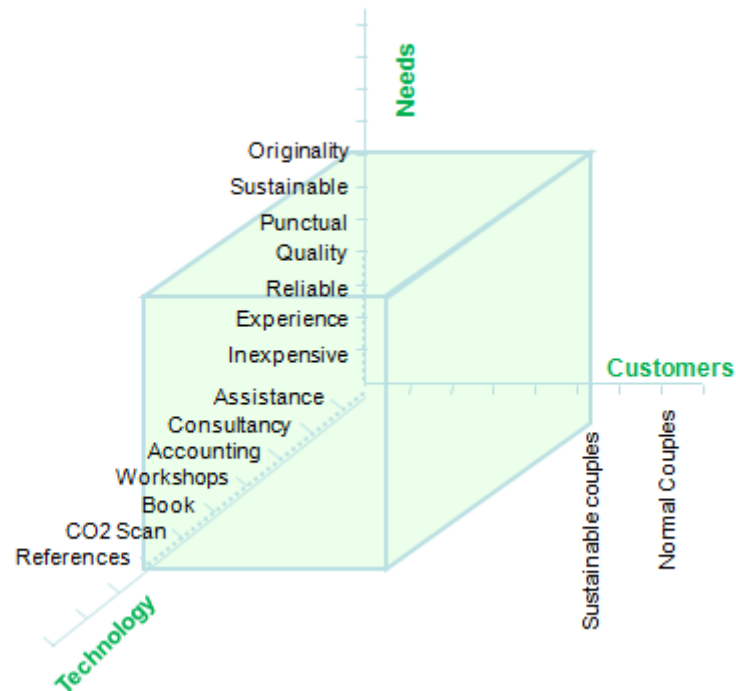 Needs
Originality
Sustainable
Punctual
Quality
Reliable
Experience
Inexpensive
Customers
Assistance
Consultancy
Accounting
Workshops
Book
CO2 Scan
References
Technology
Sustainable couples
Normal Couples